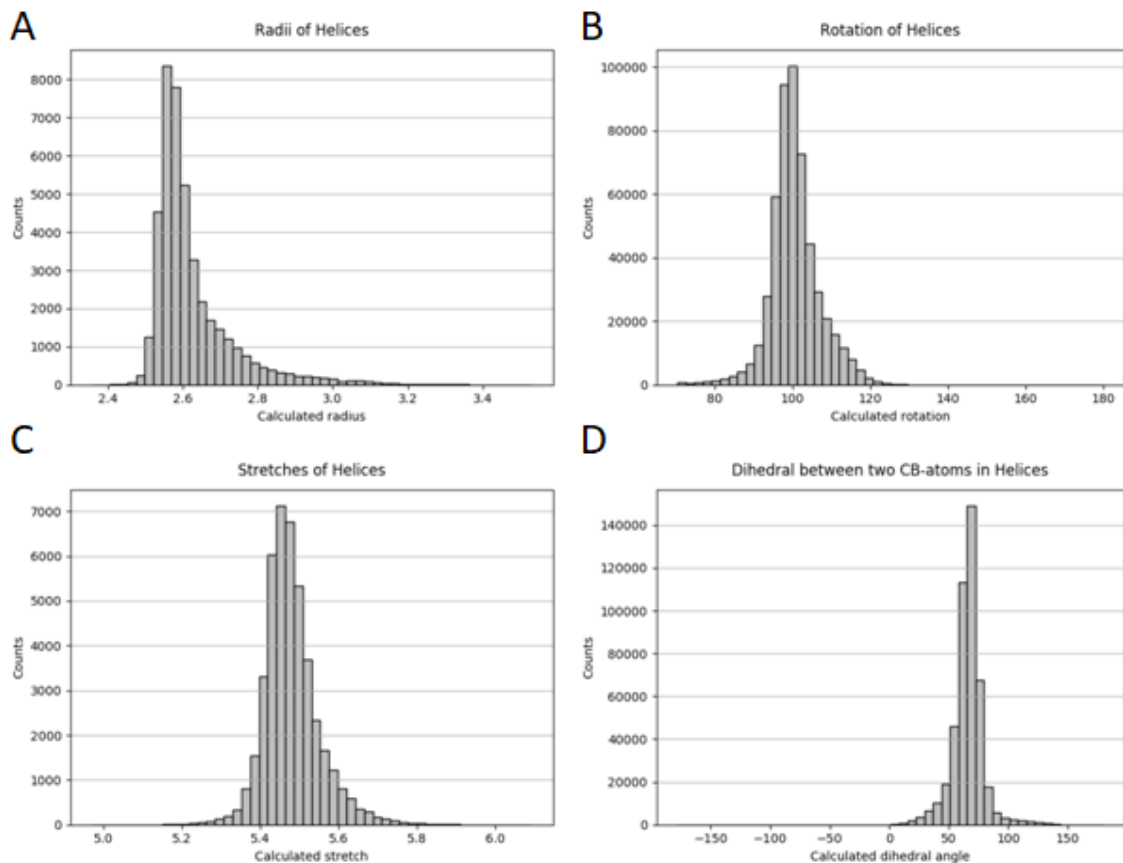 A
Radii of Helices
8000
7000
6000
5000
4000
3000
2000
1000
0
Counts
2.4 2.6 2.8 3.0 3.2 3.4
Calculated radius
B
Rotation of Helices
100000
80000
60000
40000
20000
0
Counts
80 100 120 140 160 180
Calculated rotation
C
Stretches of Helices
7000
6000
5000
4000
3000
2000
1000
0
Counts
5.0 5.2 5.4 5.6 5.8 6.0
Calculated stretch
D
Dihedral between two CB-atoms in Helices
140000
120000
100000
80000
60000
40000
20000
0
Counts
−150 −100 −50 0 50 100 150
Calculated dihedral angle